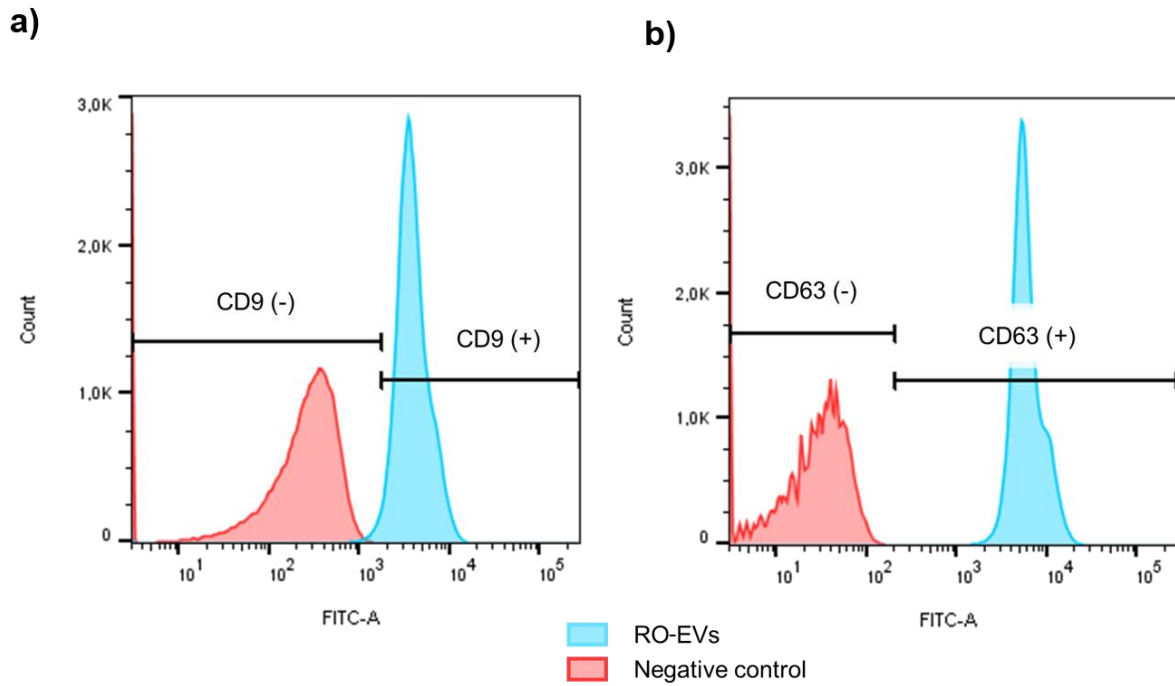 a)
3,0K
2,0K
1,0K
0
Count
CD9 (-)
CD9 (+)
10¹
10²
10³
10⁴
10⁵
FITC-A
b)
3,0K
2,0K
1,0K
0
Count
CD63 (-)
CD63 (+)
10¹
10²
10³
10⁴
10⁵
FITC-A
RO-EVs
Negative control